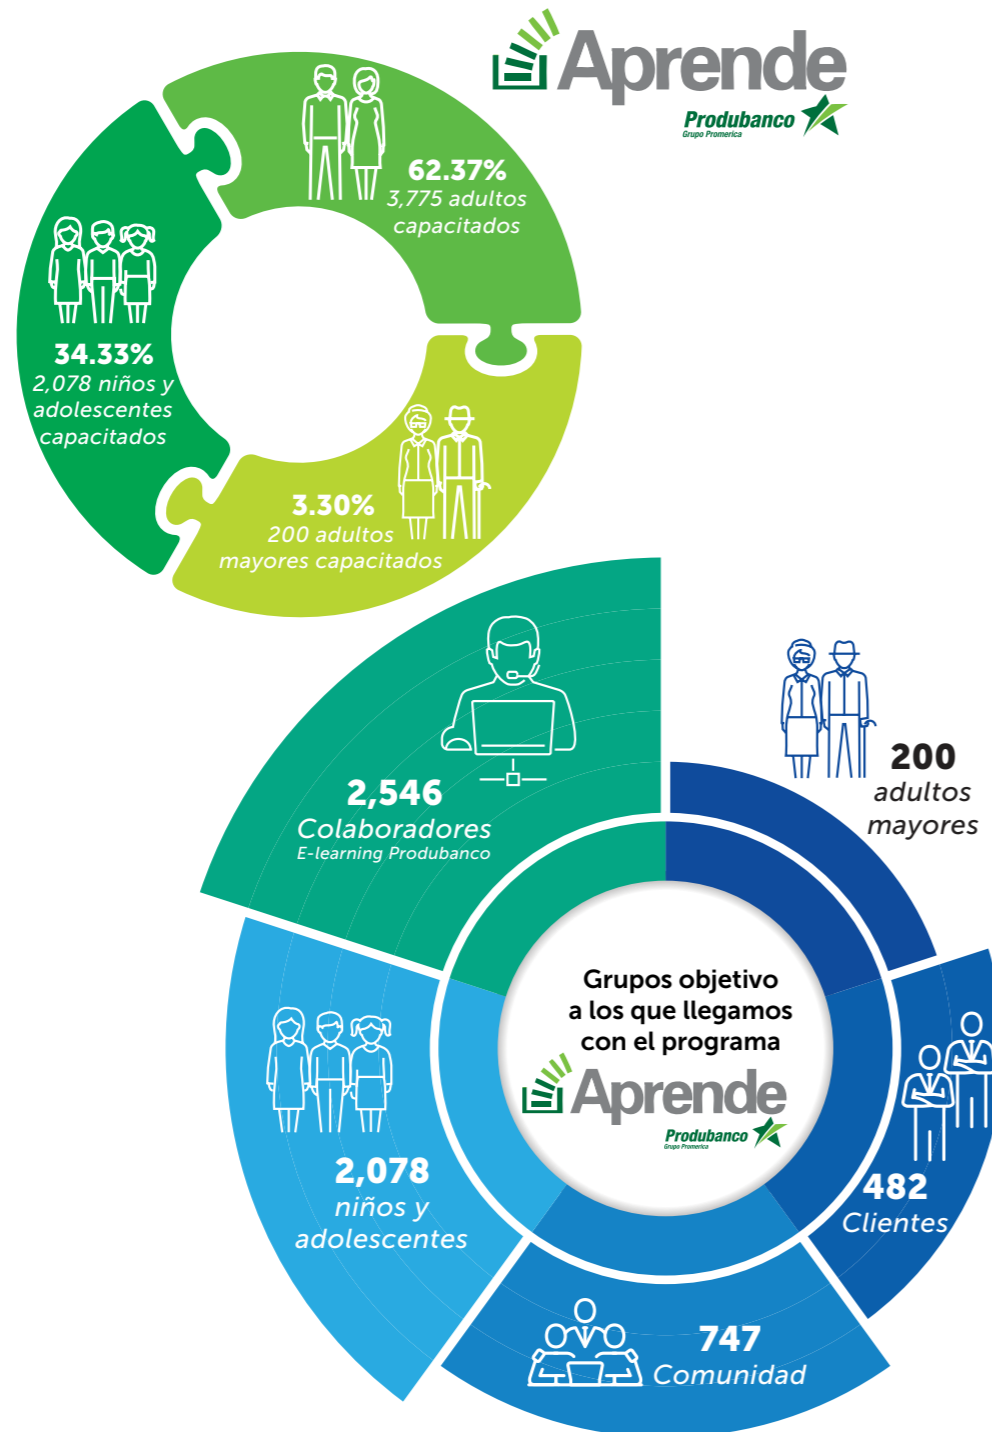 Aprende
Produbanco
Grupo Promerica
62.37%
3,775 adultos
capacitados
34.33%
2,078 niños y
adolescentes
capacitados
3.30%
200 adultos
mayores capacitados
2,546
Colaboradores
E-learning Produbanco
200
adultos
mayores
Grupos objetivo
a los que llegamos
con el programa
Aprende
Produbanco
Grupo Promerica
2,078
niños y
adolescentes
482
Clientes
747
Comunidad